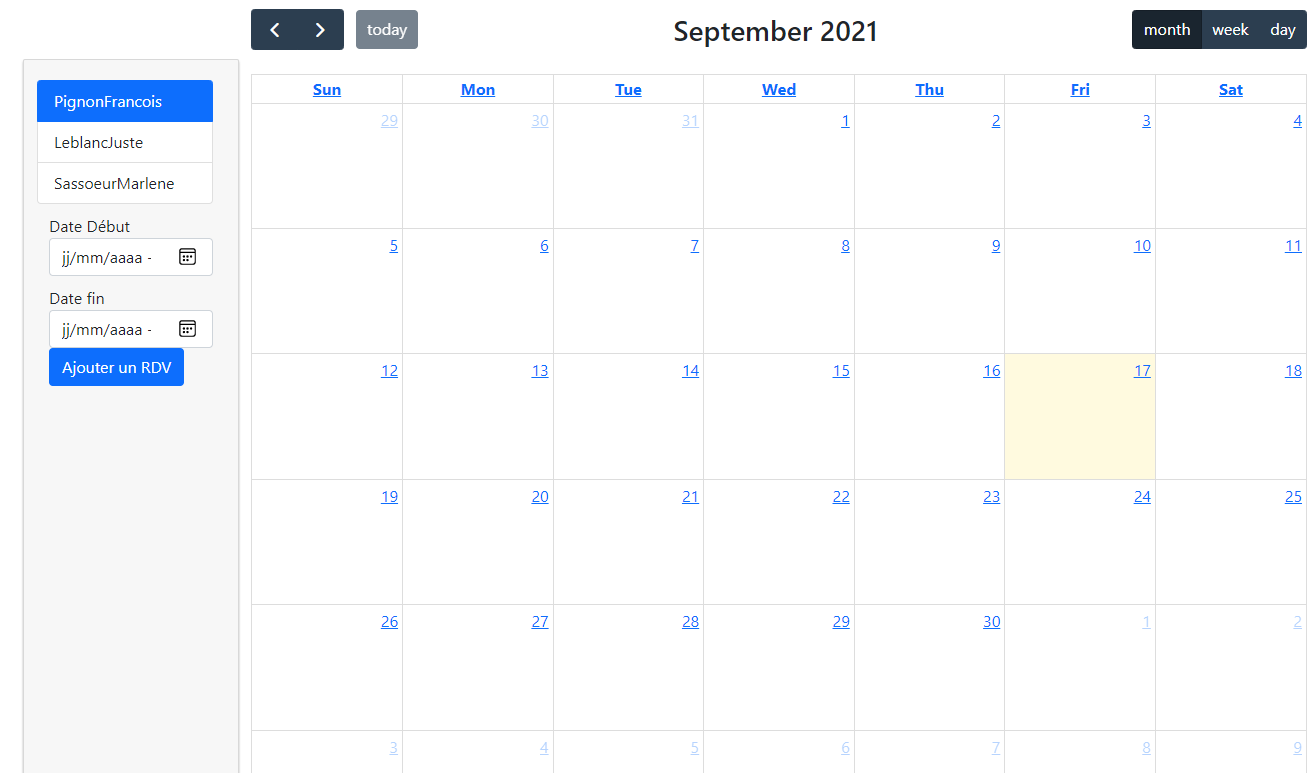 today
September 2021
month week day
PignonFrancois
LeblancJuste
SassoeurMarlene
Date Début
jj/mm/aaaa -
Date fin
jj/mm/aaaa -
Ajouter un RDV
Sun Mon Tue Wed Thu Fri Sat
29 30 31 1 2 3 4
5 6 7 8 9 10 11
12 13 14 15 16 17 18
19 20 21 22 23 24 25
26 27 28 29 30 1 2
3 4 5 6 7 8 9